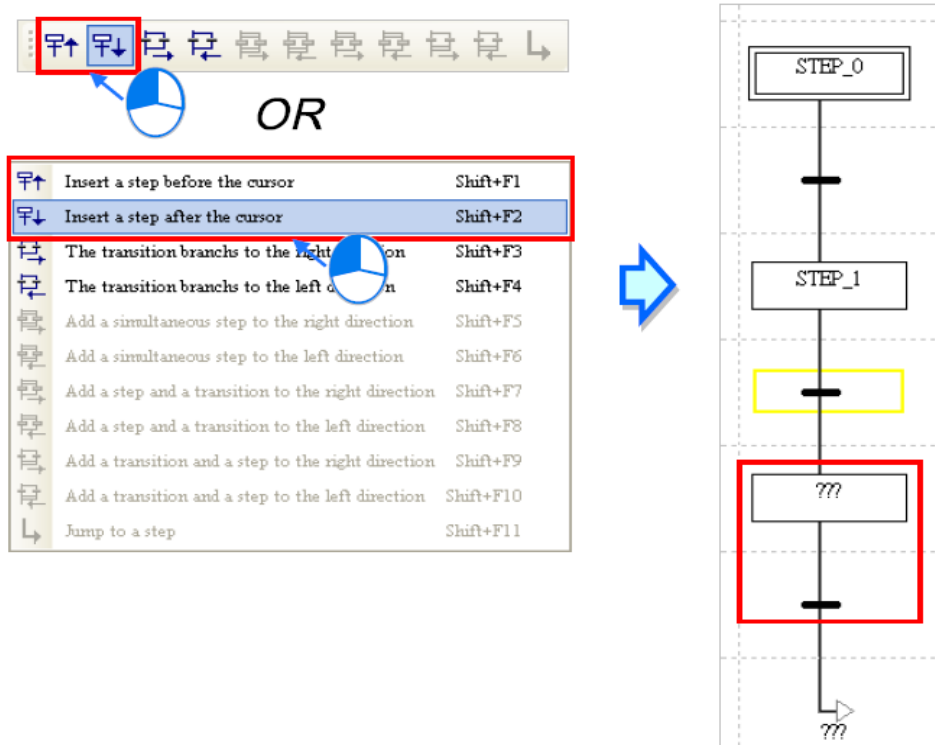 OR
Insert a step before the cursor Shift+F1
Insert a step after the cursor Shift+F2
The transition branchs to the right Shift+F3
The transition branchs to the left Shift+F4
Add a simultaneous step to the right direction Shift+F5
Add a simultaneous step to the left direction Shift+F6
Add a step and a transition to the right direction Shift+F7
Add a step and a transition to the left direction Shift+F8
Add a transition and a step to the right direction Shift+F9
Add a transition and a step to the left direction Shift+F10
Jump to a step Shift+F11
STEP_0
STEP_1
???
???